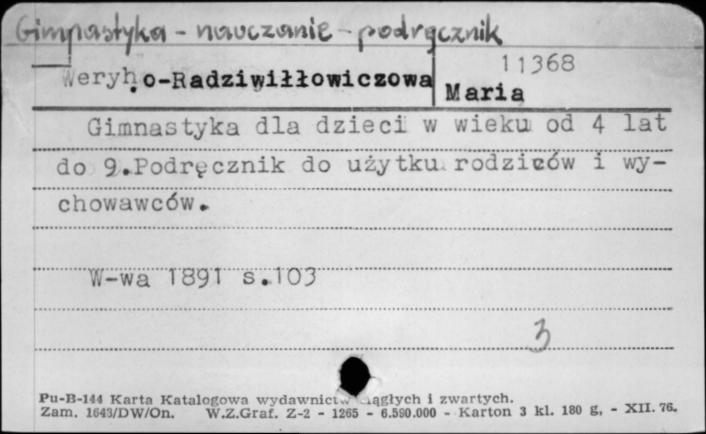 Gimnastyka - nauczanie - podręcznik
11368
Weryho-Radziwiłłowiczowa
Maria
Gimnastyka dla dzieci w wieku od 4 lat
do 9.Podręcznik do użytku rodziców i wy-
chowawców.
W-wa 1891 s.103
3
Pu-B-144 Karta Katalogowa wydawnictw ciągłych i zwartych.
Zam. 1643/DW/On. W.Z.Graf. Z-2 - 1265 - 6.590.000 - Karton 3 kl. 180 g. - XII. 76.